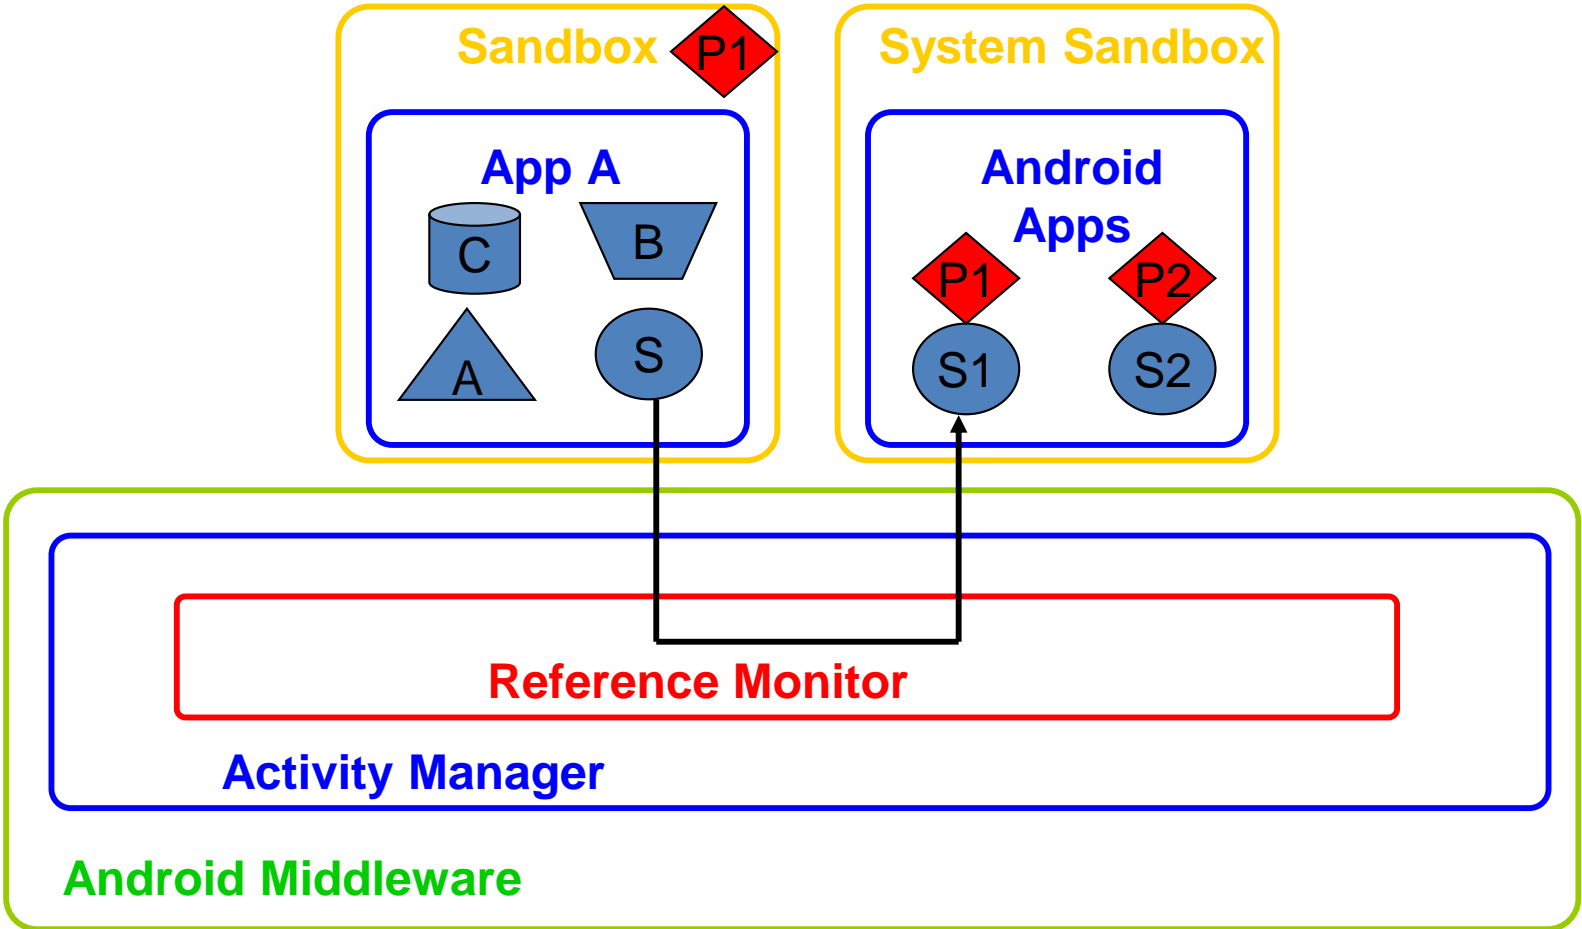 Sandbox
P1
System Sandbox
App A
C
B
A
S
Android
Apps
P1
P2
S1
S2
Reference Monitor
Activity Manager
Android Middleware